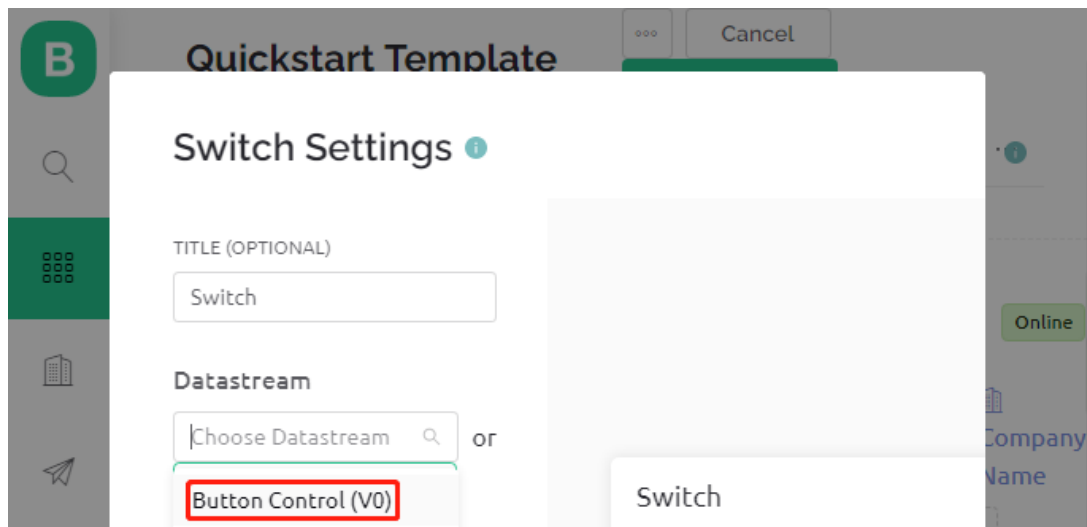 B
Quickstart Template
Cancel
Switch Settings
TITLE (OPTIONAL)
Switch
Datastream
Choose Datastream
or
Button Control (V0)
Switch
Online
Company
Name